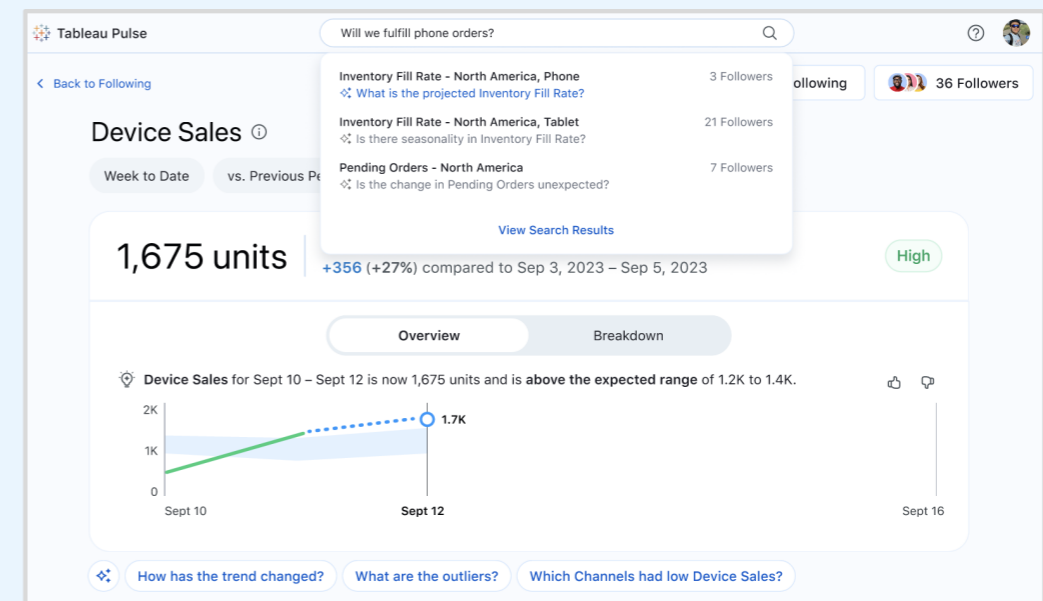 Tableau Pulse
Will we fulfill phone orders?
Back to Following
Inventory Fill Rate - North America, Phone 3 Followers
What is the projected Inventory Fill Rate?
Inventory Fill Rate - North America, Tablet 21 Followers
Is there seasonality in Inventory Fill Rate?
Pending Orders - North America 7 Followers
Is the change in Pending Orders unexpected?
View Search Results
ollowing
36 Followers
Device Sales
Week to Date
vs. Previous Pe
1,675 units
+356 (+27%) compared to Sep 3, 2023 – Sep 5, 2023
High
Overview
Breakdown
Device Sales for Sept 10 – Sept 12 is now 1,675 units and is above the expected range of 1.2K to 1.4K.
2K
1K
0
1.7K
Sept 10
Sept 12
Sept 16
How has the trend changed?
What are the outliers?
Which Channels had low Device Sales?